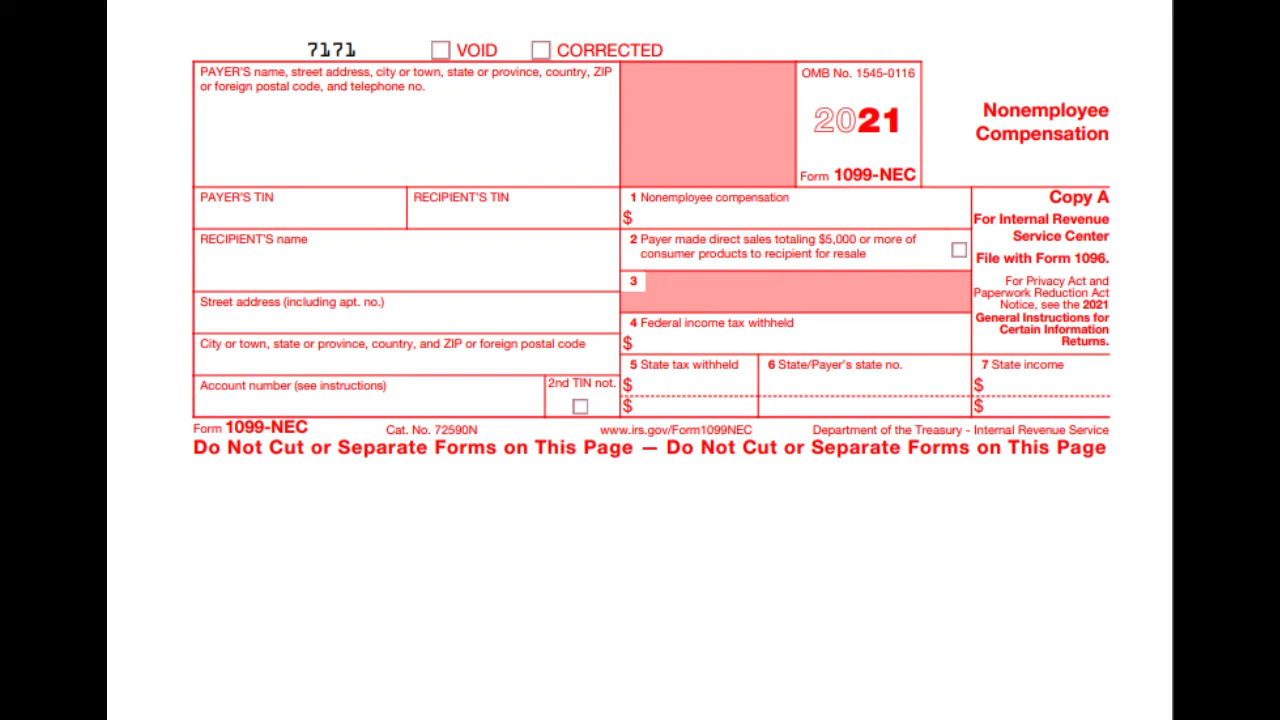 7171 VOID CORRECTED
PAYER'S name, street address, city or town, state or province, country, ZIP
or foreign postal code, and telephone no.
OMB No. 1545-0116
2021
Form 1099-NEC
Nonemployee
Compensation
PAYER'S TIN
RECIPIENT'S TIN
1 Nonemployee compensation
$
Copy A
For Internal Revenue
Service Center
File with Form 1096.
For Privacy Act and
Paperwork Reduction Act
Notice, see the 2021
General Instructions for
Certain Information
Returns.
RECIPIENT'S name
2 Payer made direct sales totaling $5,000 or more of
consumer products to recipient for resale
3
Street address (including apt. no.)
4 Federal income tax withheld
$
City or town, state or province, country, and ZIP or foreign postal code
5 State tax withheld
$
$
6 State/Payer's state no.
7 State income
$
$
Account number (see instructions)
2nd TIN not.
Form 1099-NEC
Cat. No. 72590N
www.irs.gov/Form1099NEC
Department of the Treasury - Internal Revenue Service
Do Not Cut or Separate Forms on This Page — Do Not Cut or Separate Forms on This Page